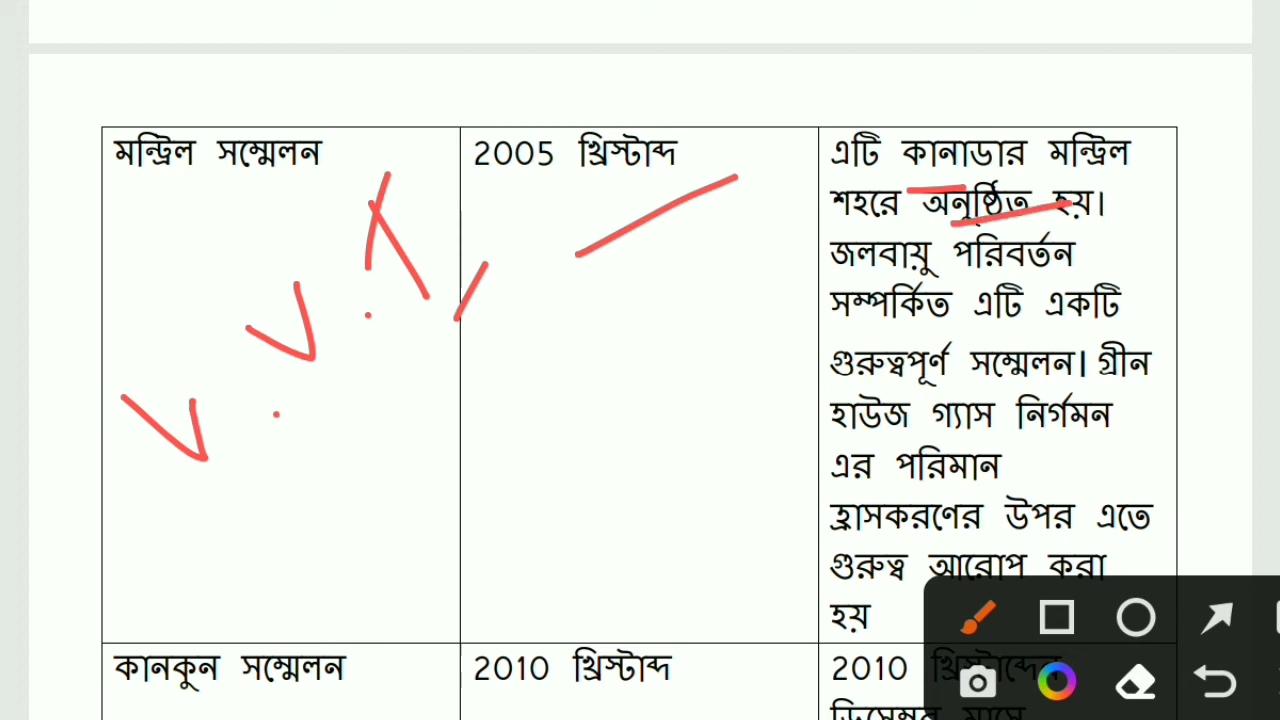 মন্ট্রিল সম্মেলন
2005 খ্রিস্টাব্দ
এটি কানাডার মন্ট্রিল
শহরে অনুষ্ঠিত হয়।
জলবায়ু পরিবর্তন
সম্পর্কিত এটি একটি
গুরুত্বপূর্ণ সম্মেলন। গ্রীন
হাউজ গ্যাস নির্গমন
এর পরিমান
হ্রাসকরণের উপর এতে
গুরুত্ব আরোপ করা
হয়
V. V.
কানকুন সম্মেলন
2010 খ্রিস্টাব্দ
2010 খ্রিস্টাব্দের
ডিসেম্বর মাসে